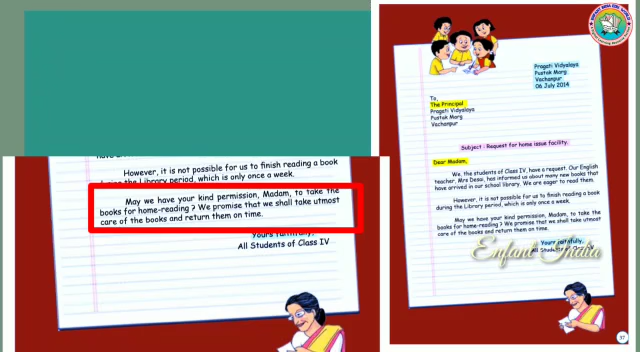 However, it is not possible for us to finish reading a book
during the Library period, which is only once a week.
May we have your kind permission, Madam, to take the
books for home-reading ? We promise that we shall take utmost
care of the books and return them on time.
Yours faithfully,
All Students of Class IV
Pragati Vidyalaya
Pustak Marg
Vachanpur
06 July 2014
To,
The Principal
Pragati Vidyalaya
Pustak Marg
Vachanpur
Subject : Request for home issue facility.
Dear Madam,
We, the students of Class IV, have a request. Our English
teacher, Mrs Desai, has informed us about many new books that
have arrived in our school library. We are eager to read them.
However, it is not possible for us to finish reading a book
during the Library period, which is only once a week.
May we have your kind permission, Madam, to take the
books for home-reading ? We promise that we shall take utmost
care of the books and return them on time.
Yours faithfully,
All Students of Class IV
Enfant India
37